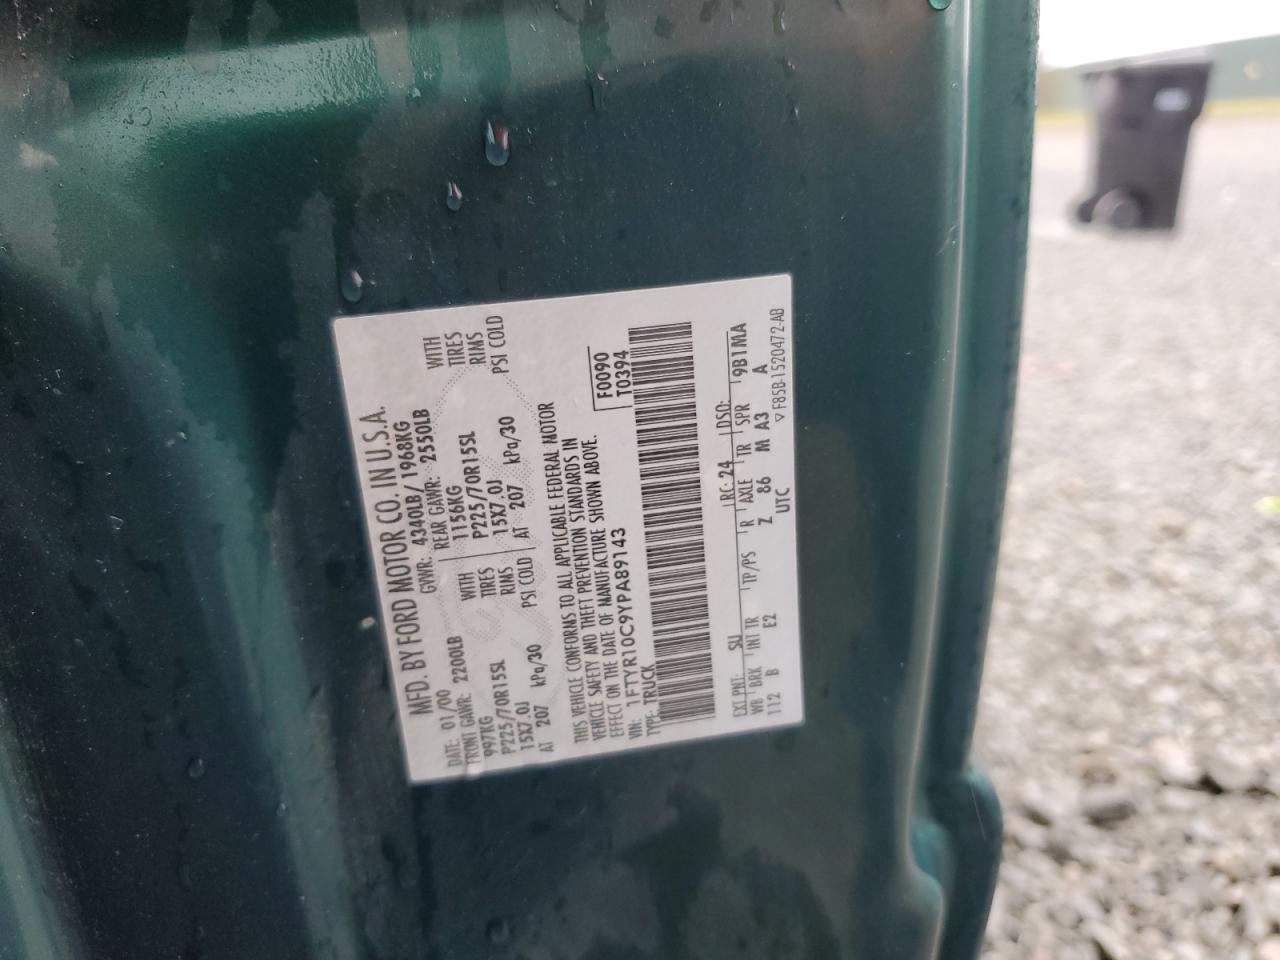 MFD. BY FORD MOTOR CO. IN U.S.A.
DATE: 01/00 GVWR: 4340LB/ 1968KG
FRONT GAWR: 2200LB REAR GAWR: 2550LB
997KG WITH 1156KG WITH
P225/70R15SL TIRES P225/70R15SL TIRES
15X7.0J RIMS 15X7.0J RIMS
AT 207 kPa/30 PSI COLD AT 207 kPa/30 PSI COLD
THIS VEHICLE CONFORMS TO ALL APPLICABLE FEDERAL MOTOR
VEHICLE SAFETY AND THEFT PREVENTION STANDARDS IN
EFFECT ON THE DATE OF MANUFACTURE SHOWN ABOVE.
VIN: 1FTYR10C9YPA89143
TYPE: TRUCK
F0090
T0394
EXT PNT: SU RC: 24 DSO:
WB BRK INT TR TP/PS R AXLE TR SPR 9B1MA
112 B E2 Z 86 M A3 A
UTC ▽F85B-1520472-AB